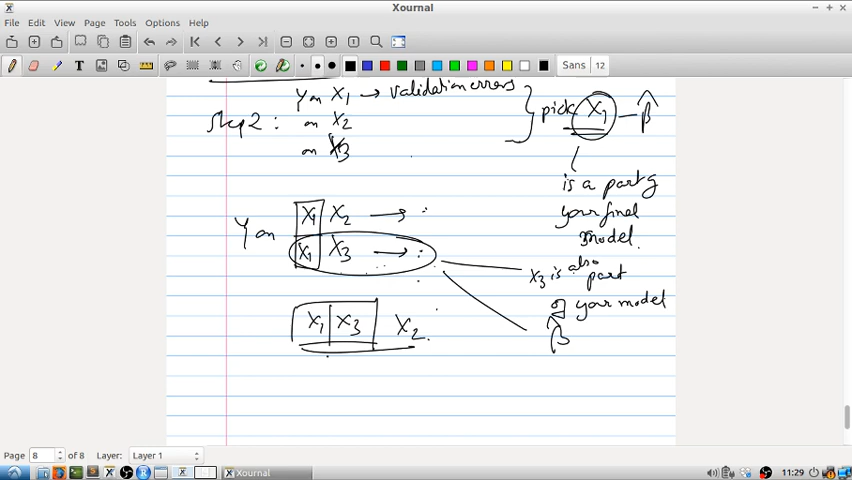 Xournal
File Edit View Page Tools Options Help
Sans 12
Y on X1 → Validation errors
Step 2 : on X2
on X3
pick X1 — β̂
is a part of
your final
model.
Y on X1 X2 →
X1 X3 →
X3 is also part
of your model
β̂
X1 X3 X2
Page 8 of 8 Layer: Layer 1
Xournal
11:29